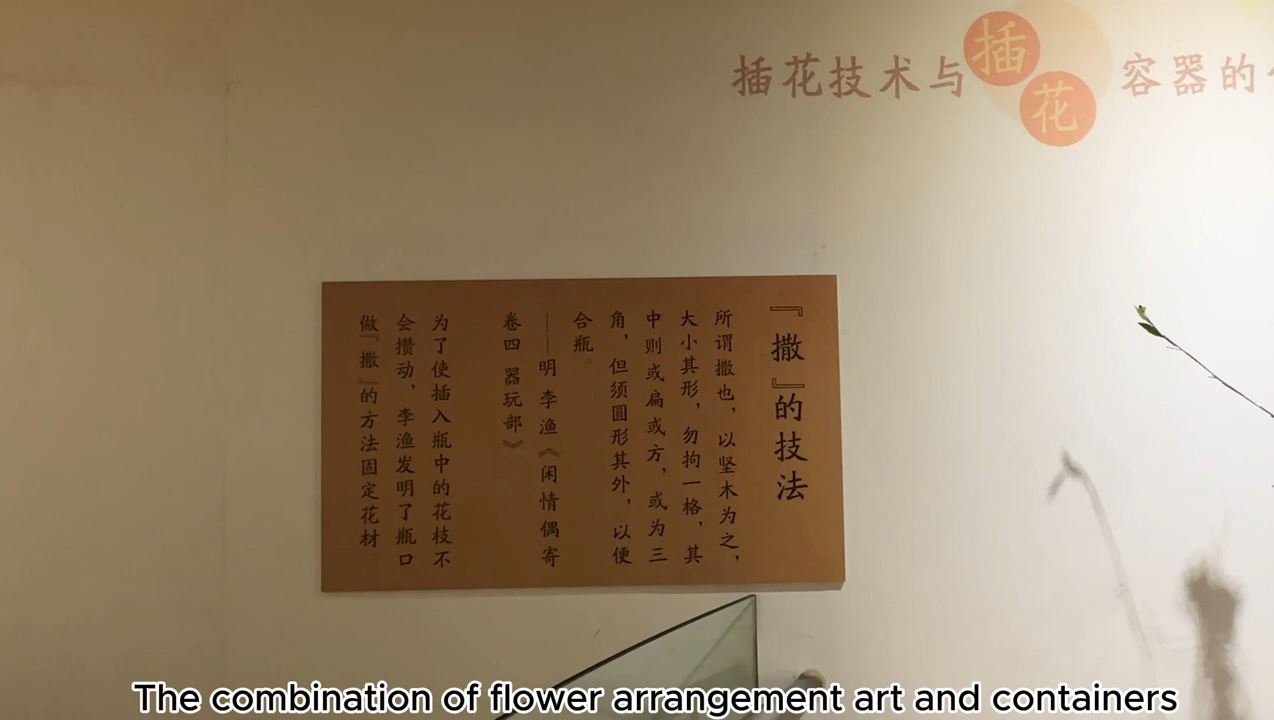 插花技术与
插
花
容器的
『撒』的技法
所谓撒也，以坚木为之，
大小其形，勿拘一格，其
中则或扁或方，或为三
角，但须圆形其外，以便
合瓶。
——明 李渔《闲情偶寄
卷四 器玩部》
为了使插入瓶中的花枝不
会攒动，李渔发明了瓶口
做『撒』的方法固定花材。
The combination of flower arrangement art and containers